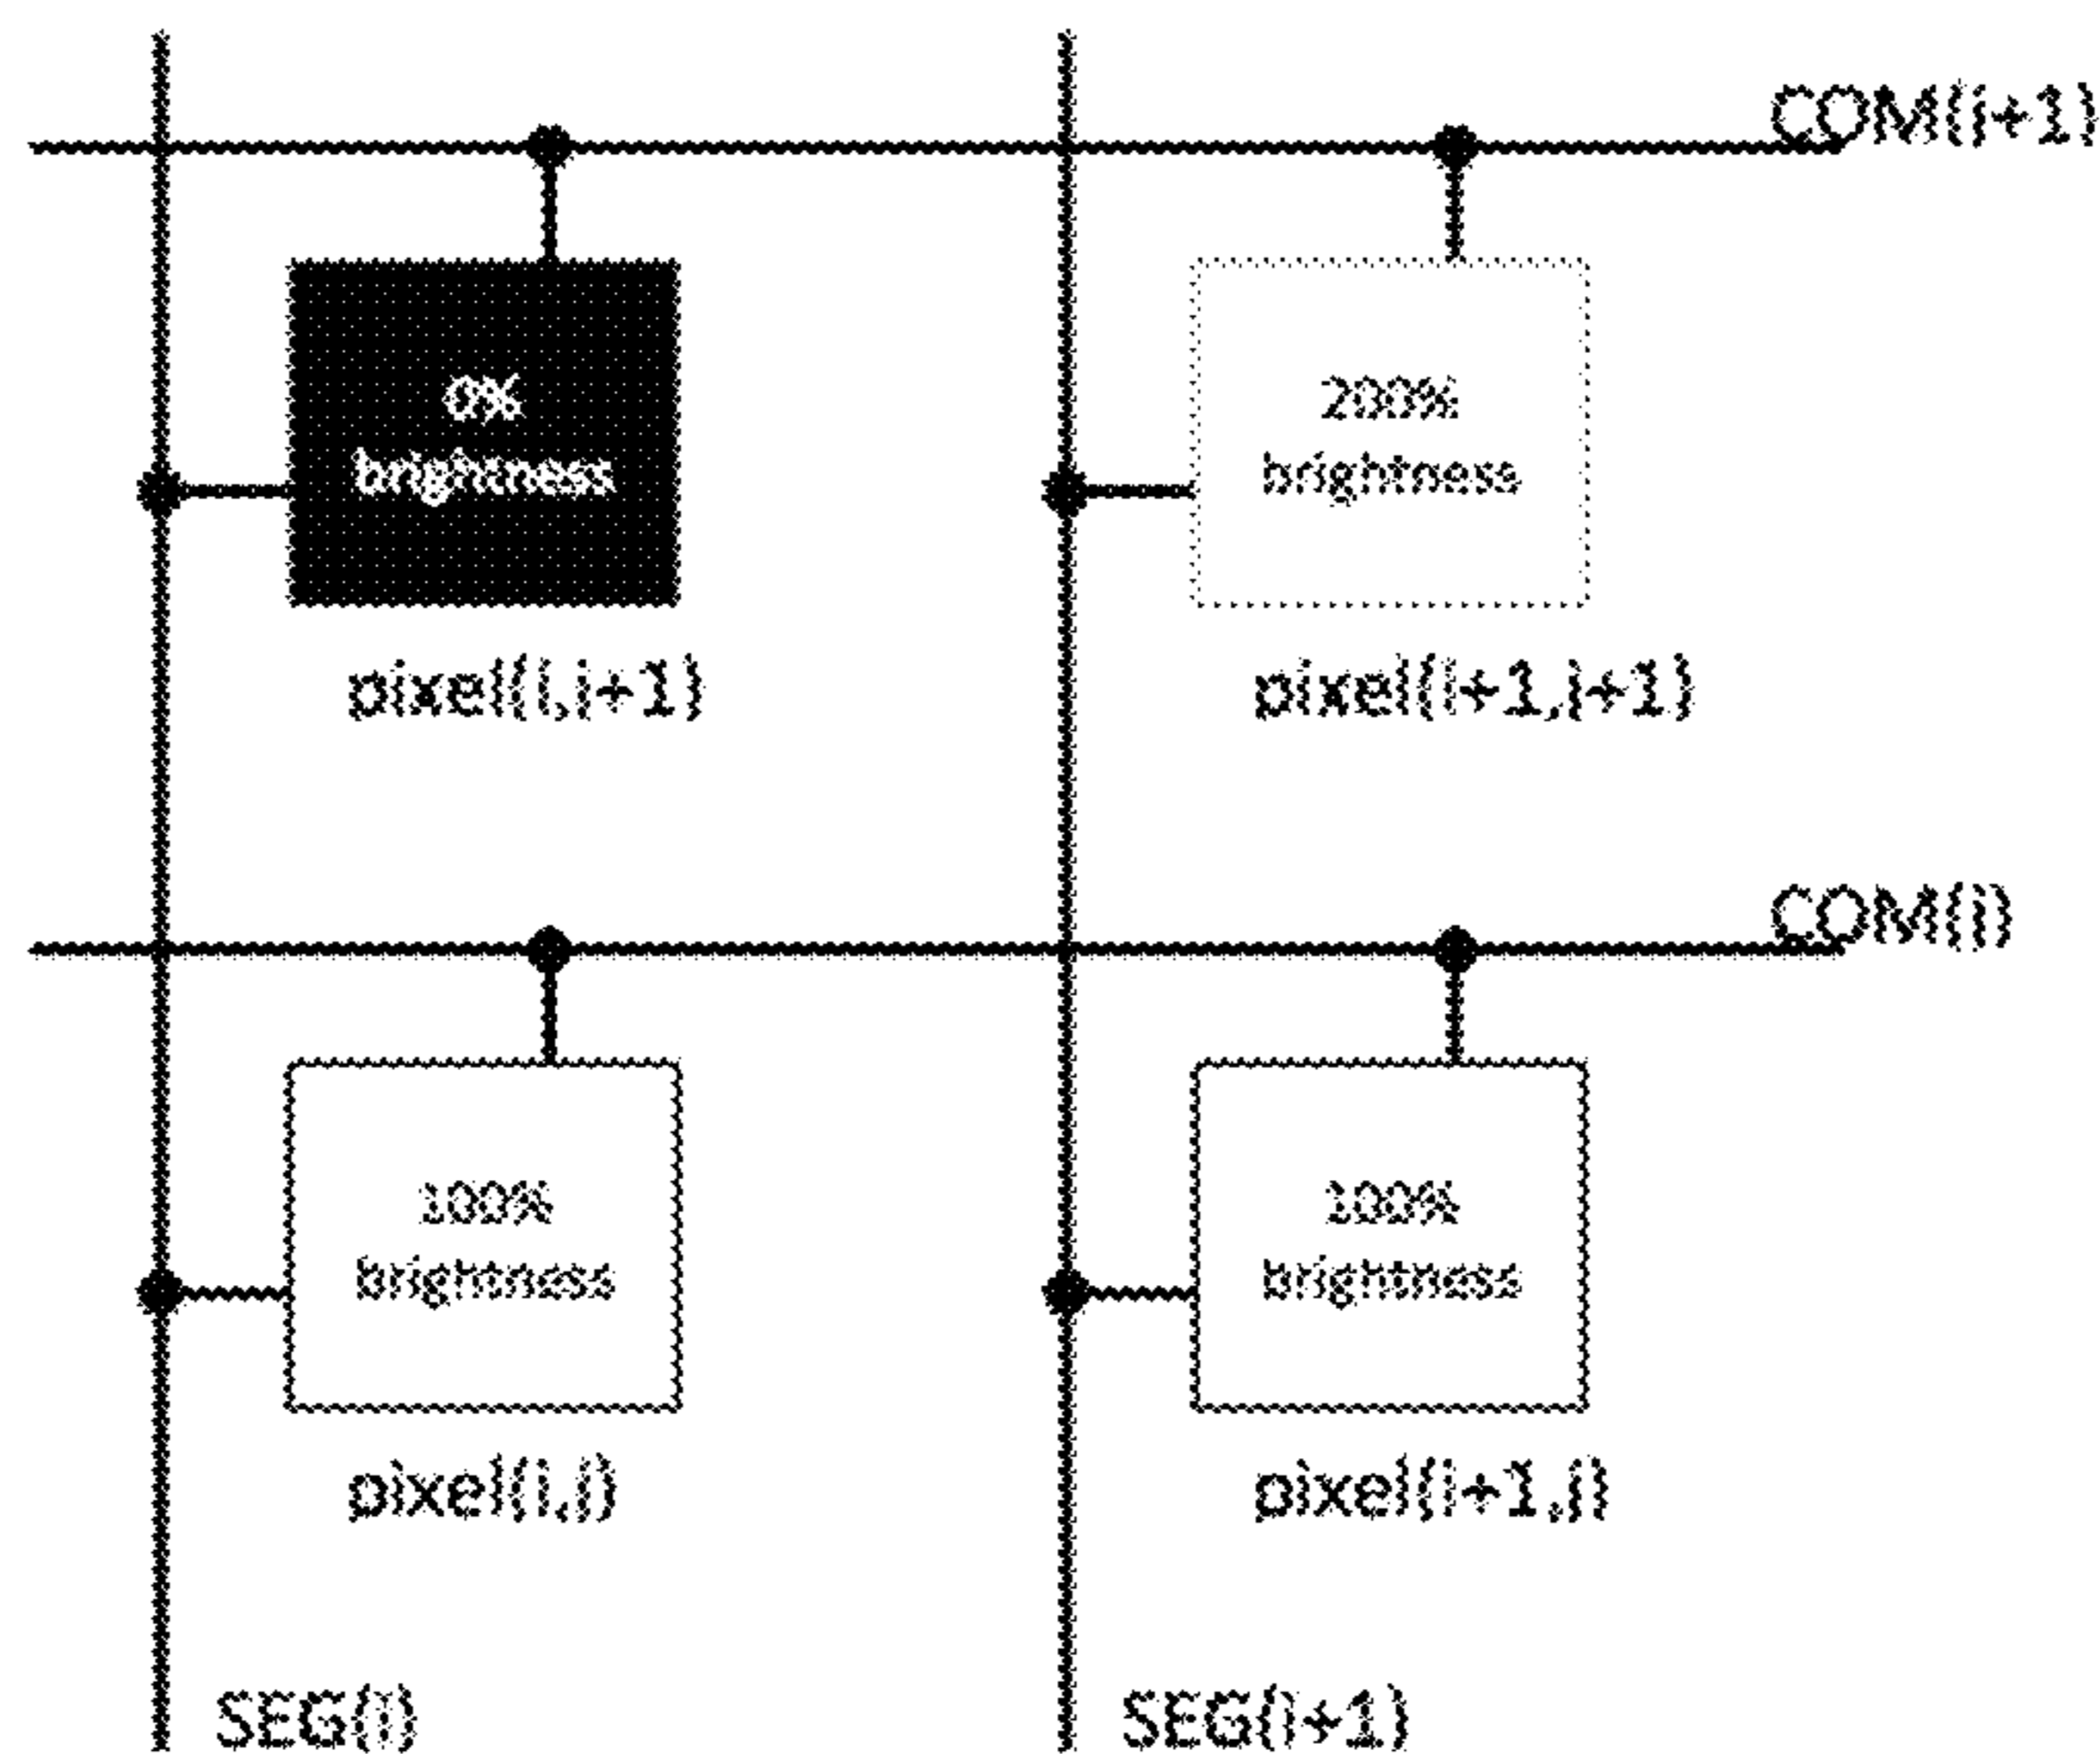 COM(j+1)
0%
brightness
200%
brightness
pixel(i,j+1)
pixel(i+1,j+1)
COM(j)
100%
brightness
100%
brightness
pixel(i,j)
pixel(i+1,j)
SEG(i)
SEG(i+1)